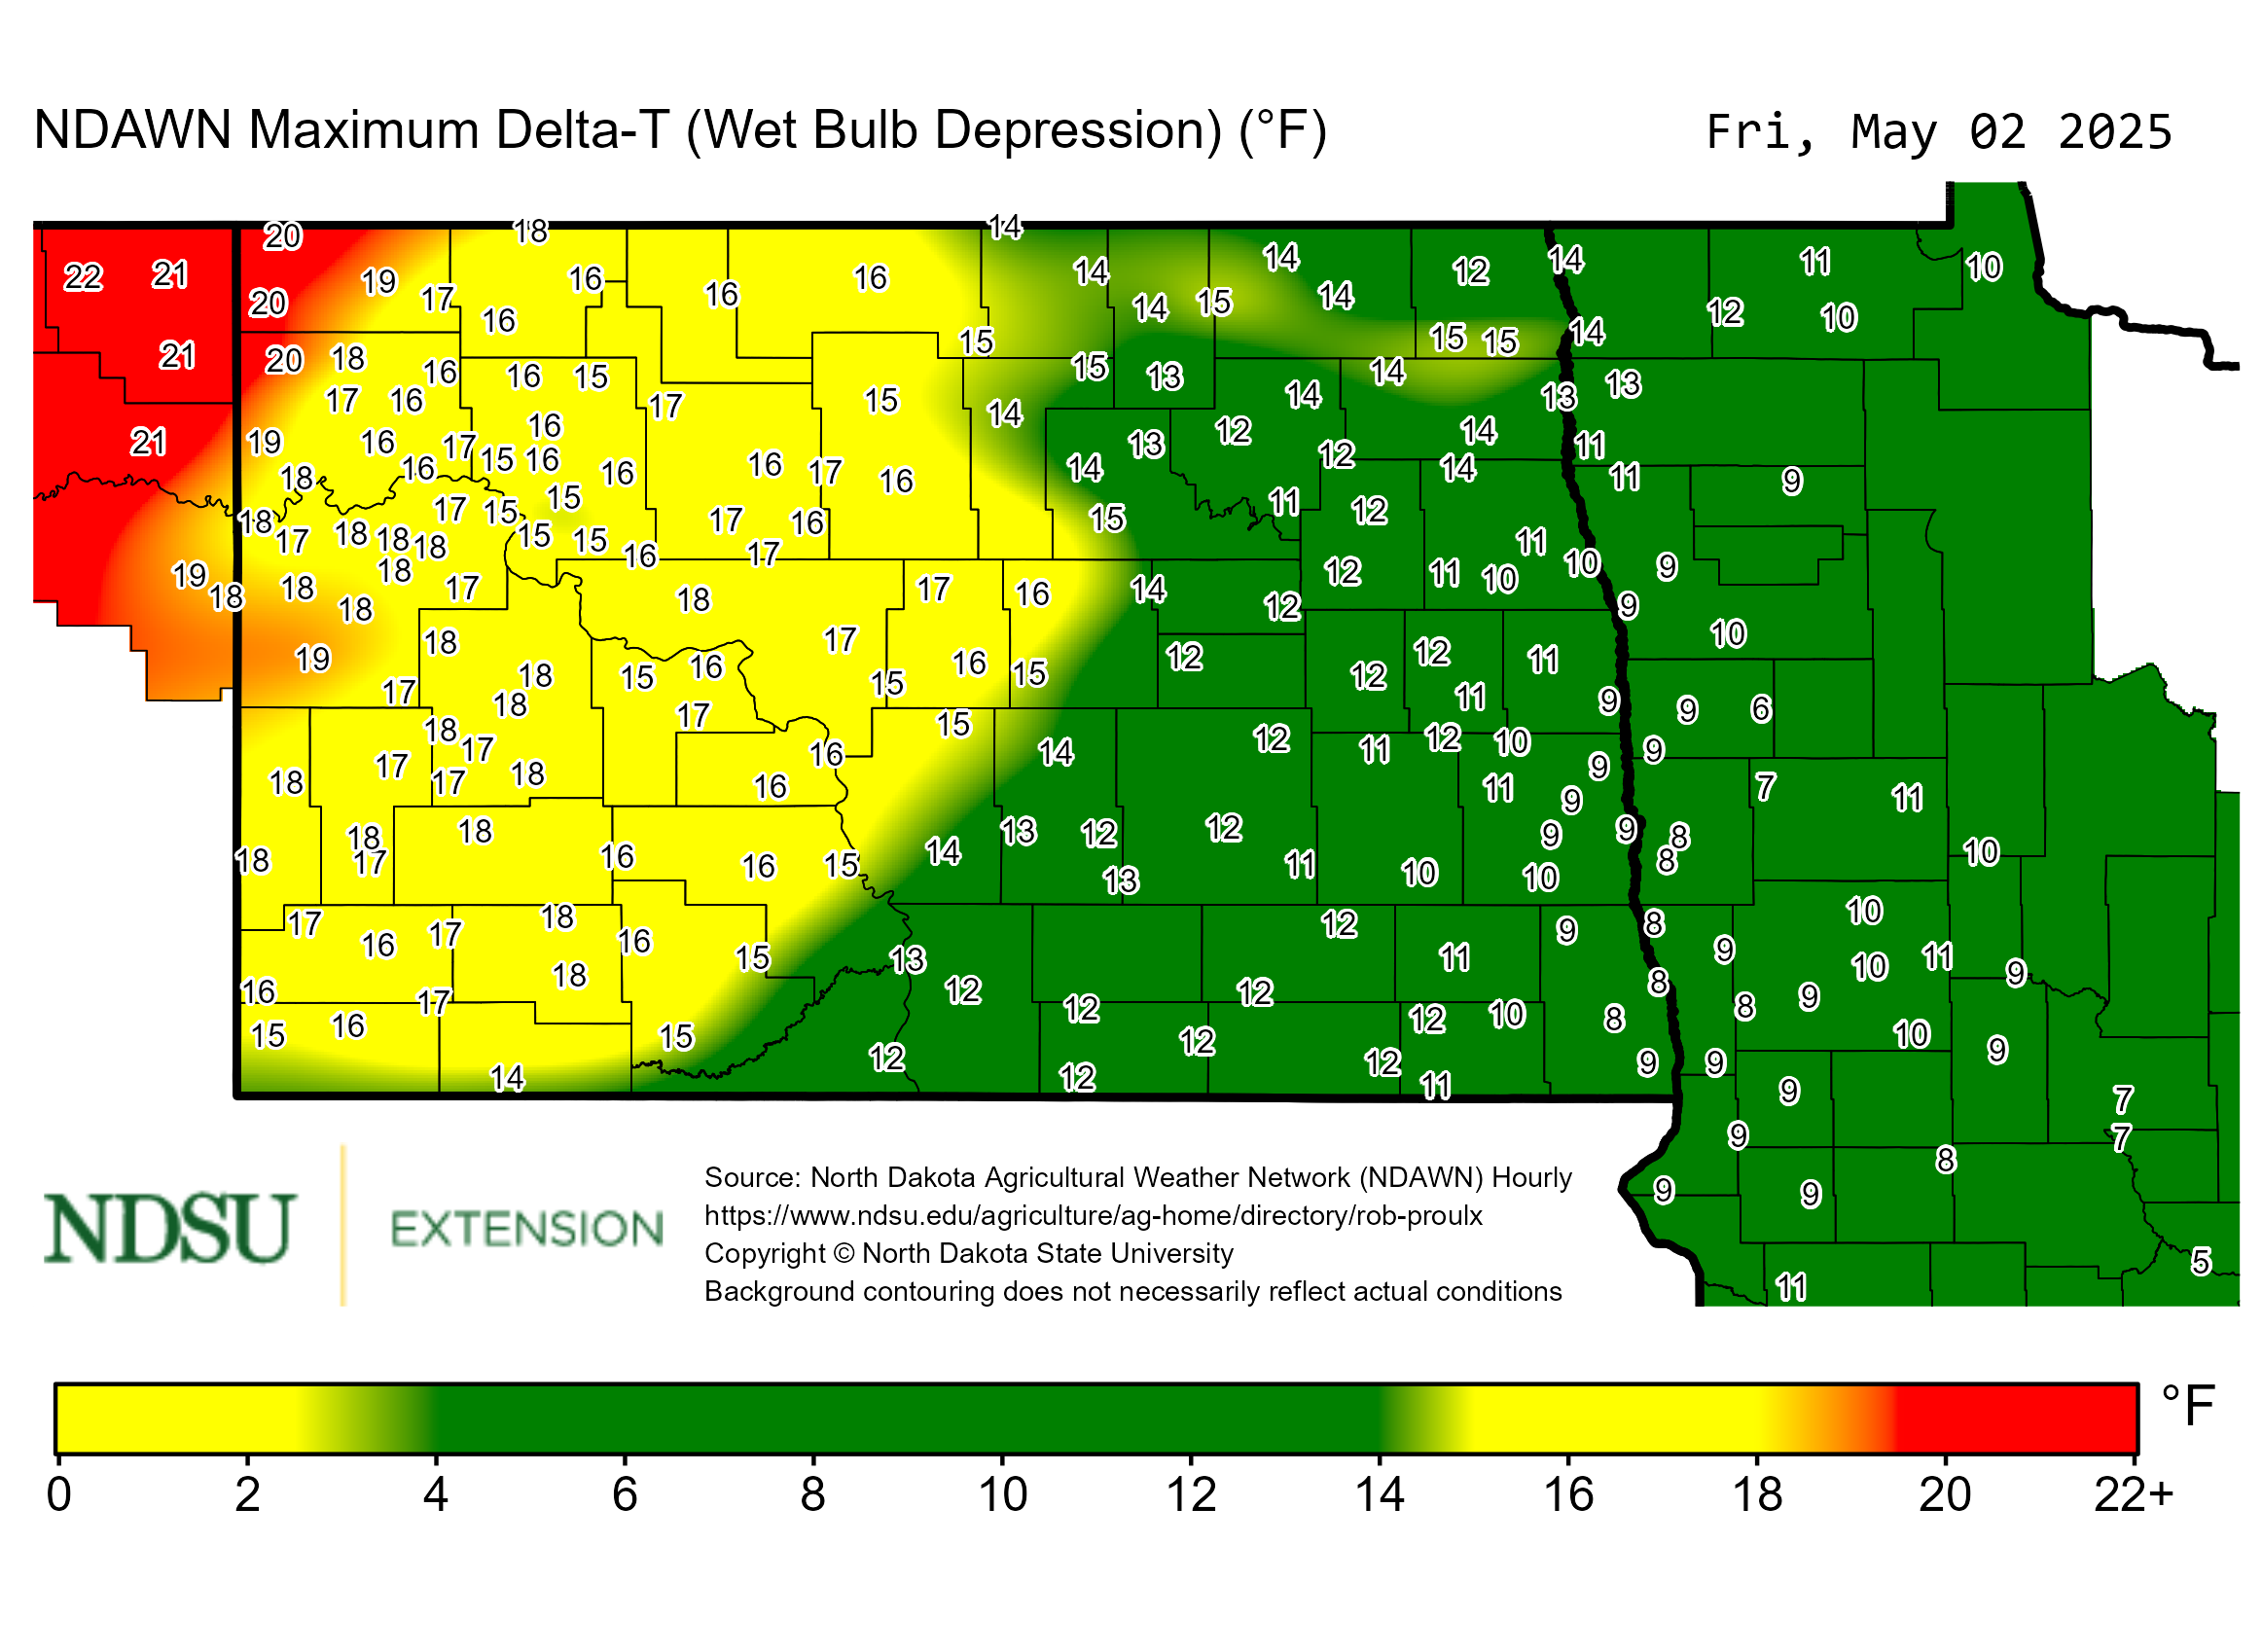 NDAWN Maximum Delta-T (Wet Bulb Depression) (°F)
Fri, May 02 2025
20 18 14
22 21 19 16 16 14 14 12 14 11 10
20 17 16 14 15 14 12 10
16 15 15 15 14
21 20 18 16 16 15 15 13 14 13
17 16 17 15 14 14 13
21 19 16 17 16 13 12 14 11
18 16 15 16 16 16 17 16 14 12 14 11 9
18 17 15 15 17 16 15 11 12
17 18 18 18 15 15 16 17 11 10 9
19 18 18 18 17 17 16 14 12 11 10
18 18 12 9
19 18 17 16 15 12 12 11 10
17 18 18 15 16 15 12 11 9 9 6
18 17 17 15 14 12 11 12 10 9
18 17 17 18 16 16 11 9 9 7 11
18 18 17 18 16 16 15 14 13 12 12 11 10 9 9 8 8 10
13 10
17 16 17 18 16 15 13 12 11 9 8 9 10 11
16 17 18 12 12 12 8 8 9 10 9
15 16 15 12 12 12 10 8 10 9
14 12 12 11 9 9 9 7
9 8 7
9 9
11 5
NDSU
EXTENSION
Source: North Dakota Agricultural Weather Network (NDAWN) Hourly
https://www.ndsu.edu/agriculture/ag-home/directory/rob-proulx
Copyright © North Dakota State University
Background contouring does not necessarily reflect actual conditions
°F
0 2 4 6 8 10 12 14 16 18 20 22+